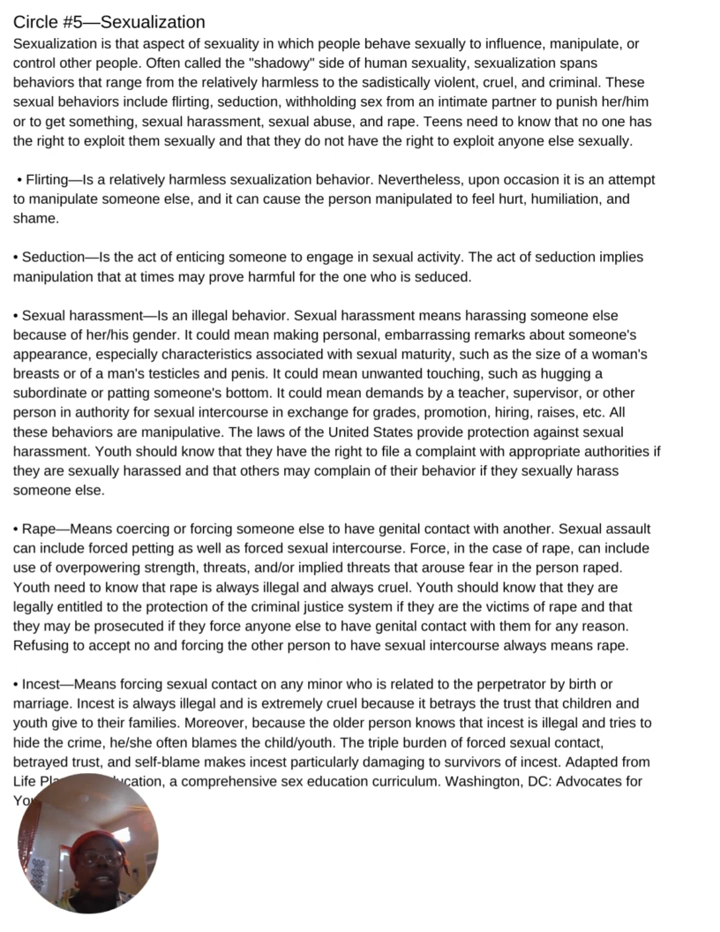 Circle #5—Sexualization
Sexualization is that aspect of sexuality in which people behave sexually to influence, manipulate, or
control other people. Often called the "shadowy" side of human sexuality, sexualization spans
behaviors that range from the relatively harmless to the sadistically violent, cruel, and criminal. These
sexual behaviors include flirting, seduction, withholding sex from an intimate partner to punish her/him
or to get something, sexual harassment, sexual abuse, and rape. Teens need to know that no one has
the right to exploit them sexually and that they do not have the right to exploit anyone else sexually.
• Flirting—Is a relatively harmless sexualization behavior. Nevertheless, upon occasion it is an attempt
to manipulate someone else, and it can cause the person manipulated to feel hurt, humiliation, and
shame.
• Seduction—Is the act of enticing someone to engage in sexual activity. The act of seduction implies
manipulation that at times may prove harmful for the one who is seduced.
• Sexual harassment—Is an illegal behavior. Sexual harassment means harassing someone else
because of her/his gender. It could mean making personal, embarrassing remarks about someone's
appearance, especially characteristics associated with sexual maturity, such as the size of a woman's
breasts or of a man's testicles and penis. It could mean unwanted touching, such as hugging a
subordinate or patting someone's bottom. It could mean demands by a teacher, supervisor, or other
person in authority for sexual intercourse in exchange for grades, promotion, hiring, raises, etc. All
these behaviors are manipulative. The laws of the United States provide protection against sexual
harassment. Youth should know that they have the right to file a complaint with appropriate authorities if
they are sexually harassed and that others may complain of their behavior if they sexually harass
someone else.
• Rape—Means coercing or forcing someone else to have genital contact with another. Sexual assault
can include forced petting as well as forced sexual intercourse. Force, in the case of rape, can include
use of overpowering strength, threats, and/or implied threats that arouse fear in the person raped.
Youth need to know that rape is always illegal and always cruel. Youth should know that they are
legally entitled to the protection of the criminal justice system if they are the victims of rape and that
they may be prosecuted if they force anyone else to have genital contact with them for any reason.
Refusing to accept no and forcing the other person to have sexual intercourse always means rape.
• Incest—Means forcing sexual contact on any minor who is related to the perpetrator by birth or
marriage. Incest is always illegal and is extremely cruel because it betrays the trust that children and
youth give to their families. Moreover, because the older person knows that incest is illegal and tries to
hide the crime, he/she often blames the child/youth. The triple burden of forced sexual contact,
betrayed trust, and self-blame makes incest particularly damaging to survivors of incest. Adapted from
Life a comprehensive sex education curriculum. Washington, DC: Advocates for